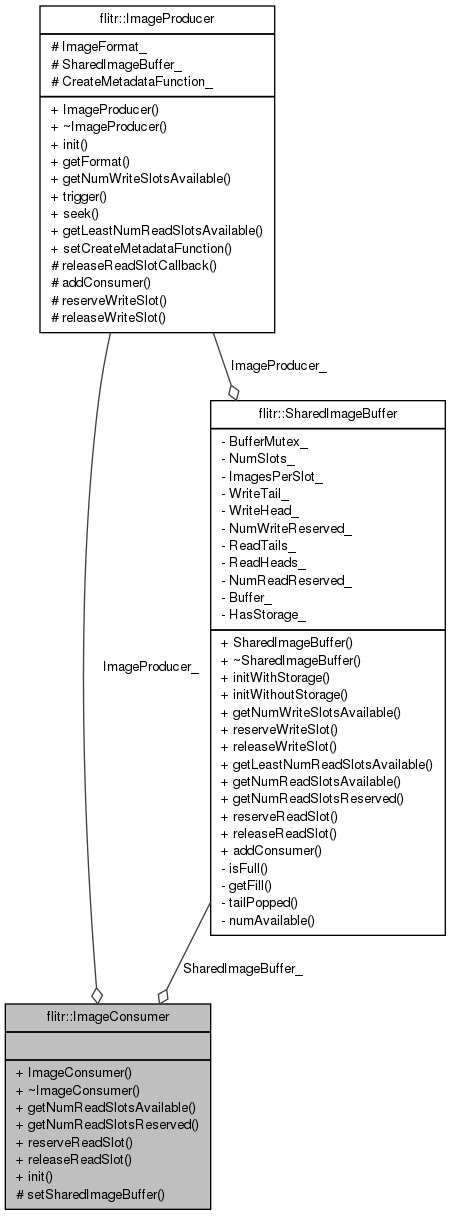 flitr::ImageProducer
# ImageFormat_
# SharedImageBuffer_
# CreateMetadataFunction_
+ ImageProducer()
+ ~ImageProducer()
+ init()
+ getFormat()
+ getNumWriteSlotsAvailable()
+ trigger()
+ seek()
+ getLeastNumReadSlotsAvailable()
+ setCreateMetadataFunction()
# releaseReadSlotCallback()
# addConsumer()
# reserveWriteSlot()
# releaseWriteSlot()
ImageProducer_
flitr::SharedImageBuffer
- BufferMutex_
- NumSlots_
- ImagesPerSlot_
- WriteTail_
- WriteHead_
- NumWriteReserved_
- ReadTails_
- ReadHeads_
- NumReadReserved_
- Buffer_
- HasStorage_
+ SharedImageBuffer()
+ ~SharedImageBuffer()
+ initWithStorage()
+ initWithoutStorage()
+ getNumWriteSlotsAvailable()
+ reserveWriteSlot()
+ releaseWriteSlot()
+ getLeastNumReadSlotsAvailable()
+ getNumReadSlotsAvailable()
+ getNumReadSlotsReserved()
+ reserveReadSlot()
+ releaseReadSlot()
+ addConsumer()
- isFull()
- getFill()
- tailPopped()
- numAvailable()
ImageProducer_
SharedImageBuffer_
flitr::ImageConsumer
+ ImageConsumer()
+ ~ImageConsumer()
+ getNumReadSlotsAvailable()
+ getNumReadSlotsReserved()
+ reserveReadSlot()
+ releaseReadSlot()
+ init()
# setSharedImageBuffer()